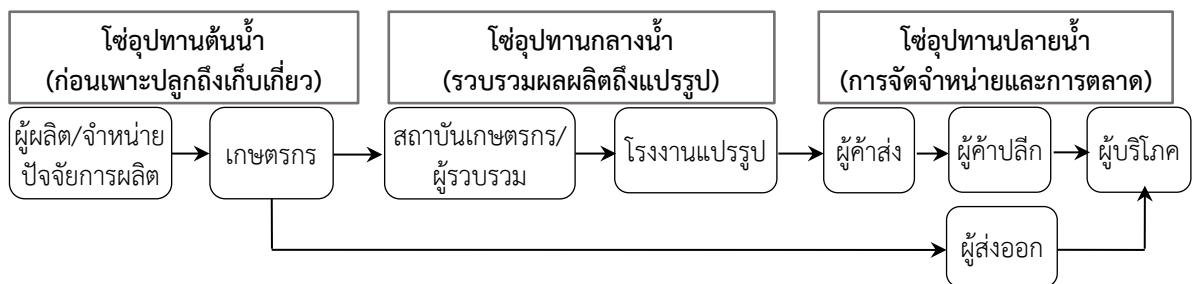 โซ่อุปทานต้นน้ำ
(ก่อนเพาะปลูกถึงเก็บเกี่ยว)
โซ่อุปทานกลางน้ำ
(รวบรวมผลผลิตถึงแปรรูป)
โซ่อุปทานปลายน้ำ
(การจัดจำหน่ายและการตลาด)
ผู้ผลิต/จำหน่าย
ปัจจัยการผลิต
เกษตรกร
สถาบันเกษตรกร/
ผู้รวบรวม
โรงงานแปรรูป
ผู้ค้าส่ง
ผู้ค้าปลีก
ผู้บริโภค
ผู้ส่งออก